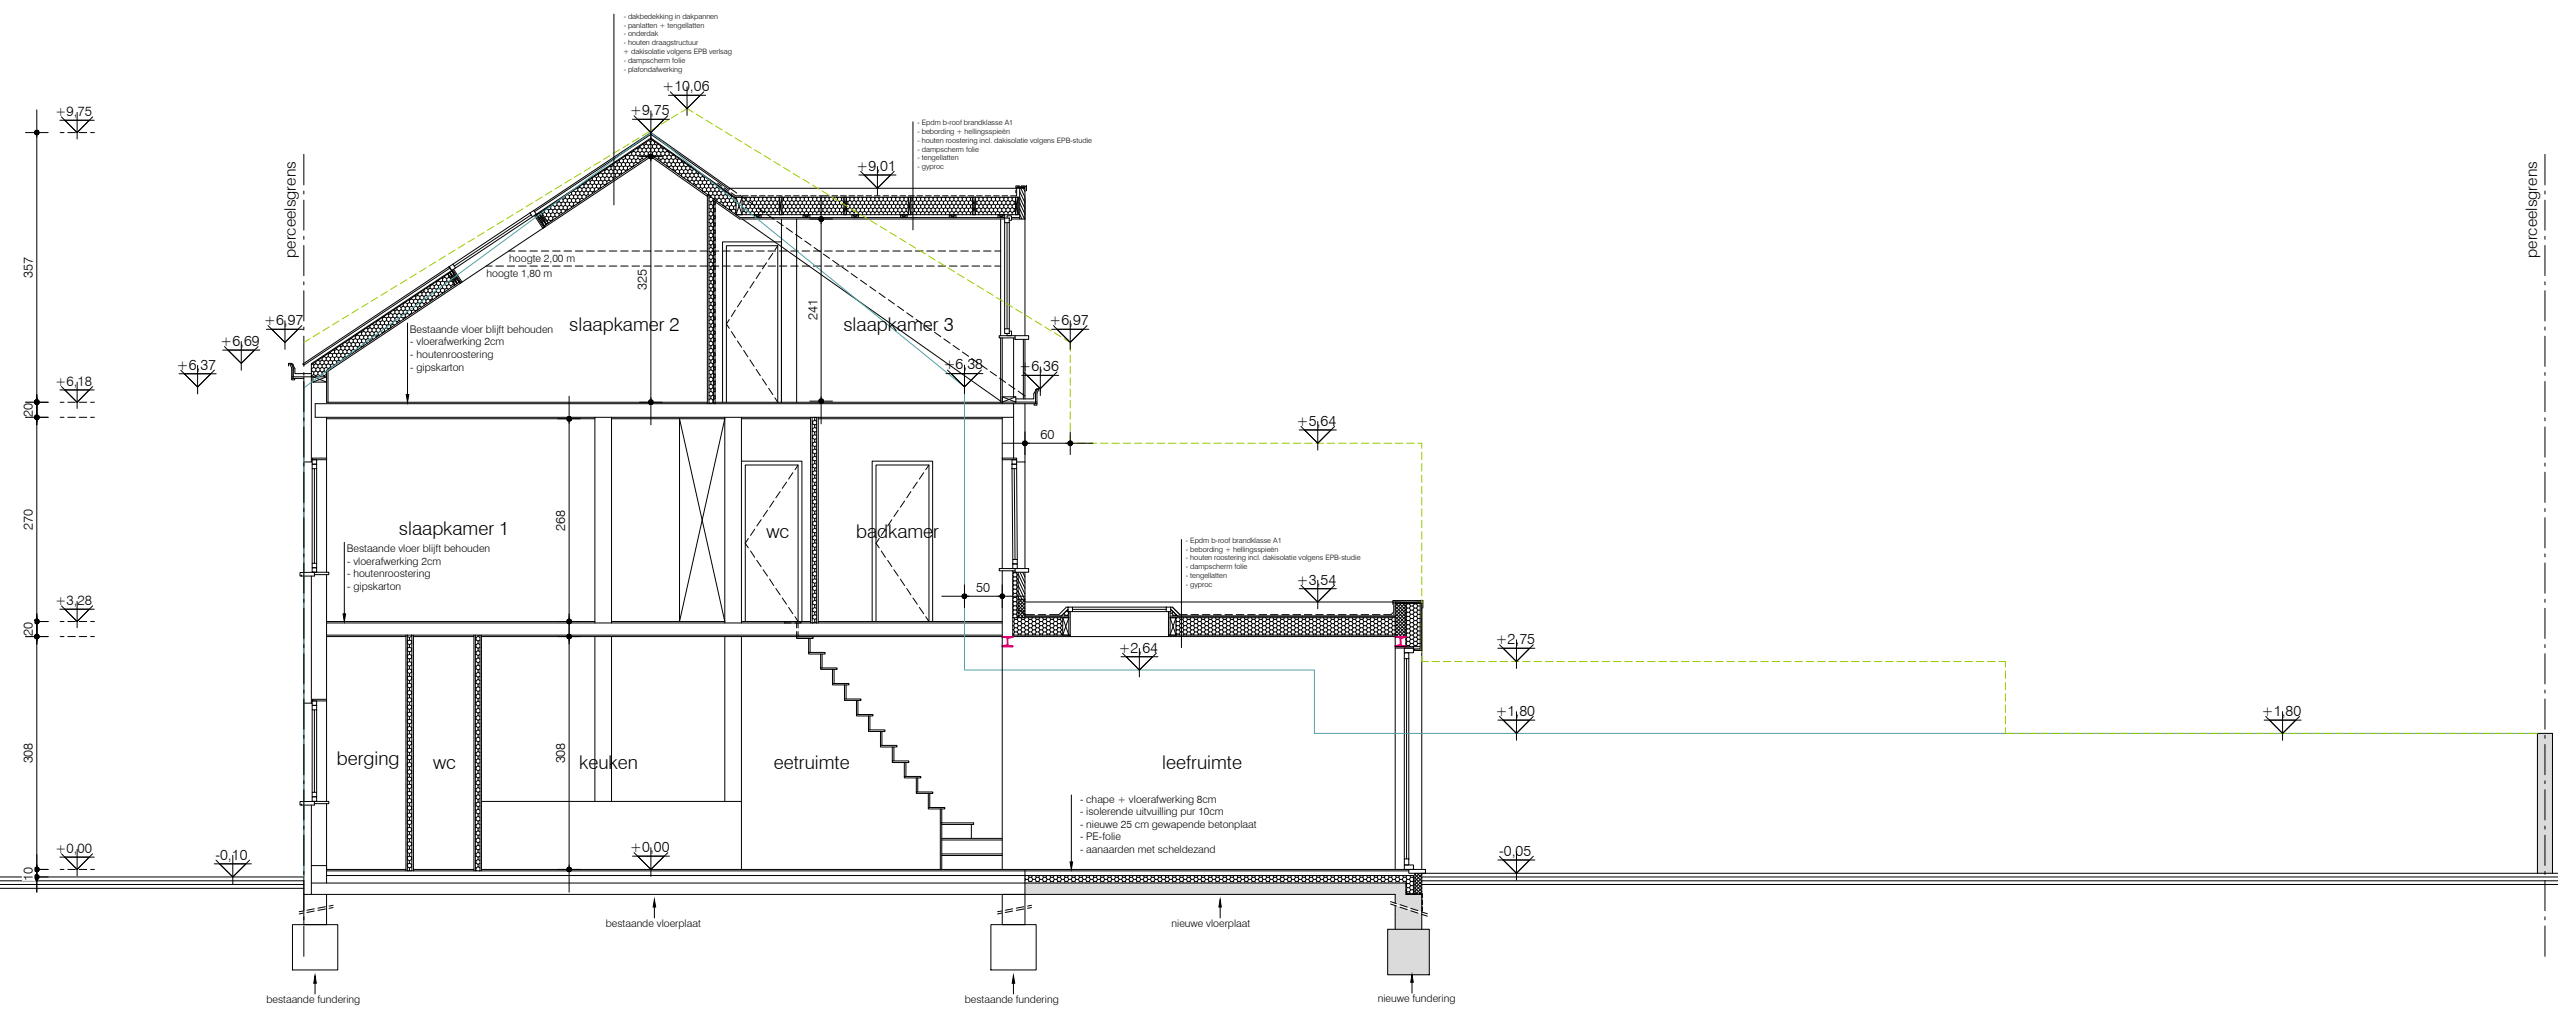 - dakbedekking in dakpannen
- panlatten + tengellatten
- onderdak
- houten draagstructuur
+ dakisolatie volgens EPB verlsag
- dampscherm folie
- plafondafwerking
+10,06
+9,75
+9,75
- Epdm b-roof brandklasse A1
- bebording + hellingsspieën
- houten roostering incl. dakisolatie volgens EPB-studie
- dampscherm folie
- tengellatten
- gyproc
+9,01
perceelsgrens
perceelsgrens
357
hoogte 2,00 m
hoogte 1,80 m
325
241
slaapkamer 2
slaapkamer 3
+6,97
+6,69
+6,37
+6,18
+6,97
+6,38
+6,36
Bestaande vloer blijft behouden
- vloerafwerking 2cm
- houtenroostering
- gipskarton
20
60
+5,64
270
268
slaapkamer 1
wc
badkamer
Bestaande vloer blijft behouden
- vloerafwerking 2cm
- houtenroostering
- gipskarton
50
- Epdm b-roof brandklasse A1
- bebording + hellingsspieën
- houten roostering incl. dakisolatie volgens EPB-studie
- dampscherm folie
- tengellatten
- gyproc
+3,54
+3,28
20
+2,64
+2,75
+1,80
+1,80
308
308
berging
wc
keuken
eetruimte
leefruimte
- chape + vloerafwerking 8cm
- isolerende uitvuilling pur 10cm
- nieuwe 25 cm gewapende betonplaat
- PE-folie
- aanaarden met scheldezand
+0,00
-0,10
+0,00
-0,05
10
bestaande vloerplaat
nieuwe vloerplaat
bestaande fundering
bestaande fundering
nieuwe fundering